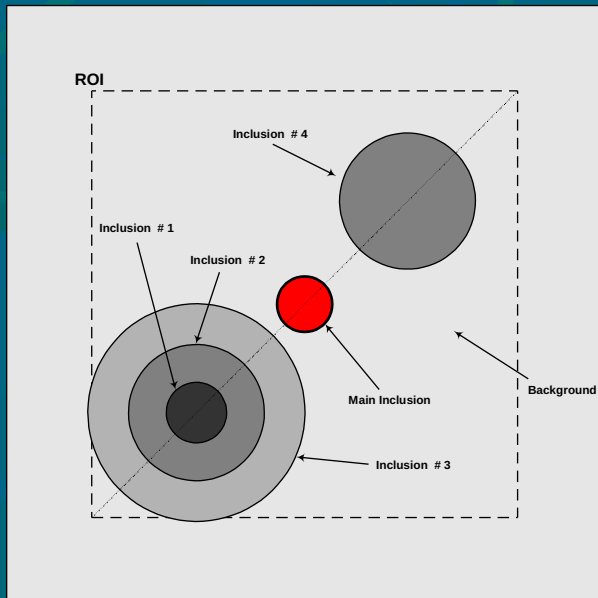 ROI
Inclusion # 4
Inclusion # 1
Inclusion # 2
Background
Main Inclusion
Inclusion # 3